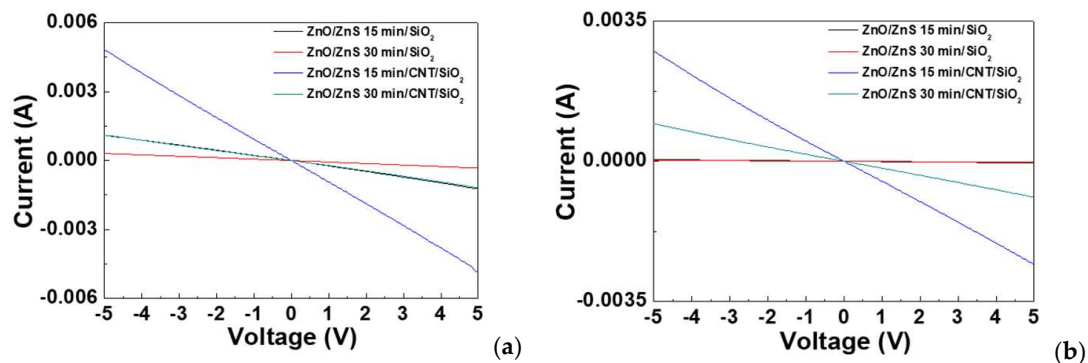 0.006
0.003
0.000
-0.003
-0.006
Current (A)
ZnO/ZnS 15 min/SiO₂
ZnO/ZnS 30 min/SiO₂
ZnO/ZnS 15 min/CNT/SiO₂
ZnO/ZnS 30 min/CNT/SiO₂
-5 -4 -3 -2 -1 0 1 2 3 4 5
Voltage (V)
(a)
0.0035
0.0000
-0.0035
Current (A)
ZnO/ZnS 15 min/SiO₂
ZnO/ZnS 30 min/SiO₂
ZnO/ZnS 15 min/CNT/SiO₂
ZnO/ZnS 30 min/CNT/SiO₂
-5 -4 -3 -2 -1 0 1 2 3 4 5
Voltage (V)
(b)